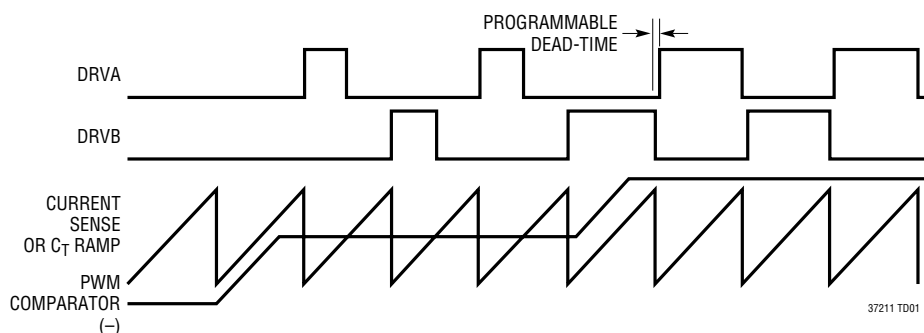 PROGRAMMABLE
DEAD-TIME
DRVA
DRVB
CURRENT
SENSE
OR CT RAMP
PWM
COMPARATOR
(–)
37211 TD01